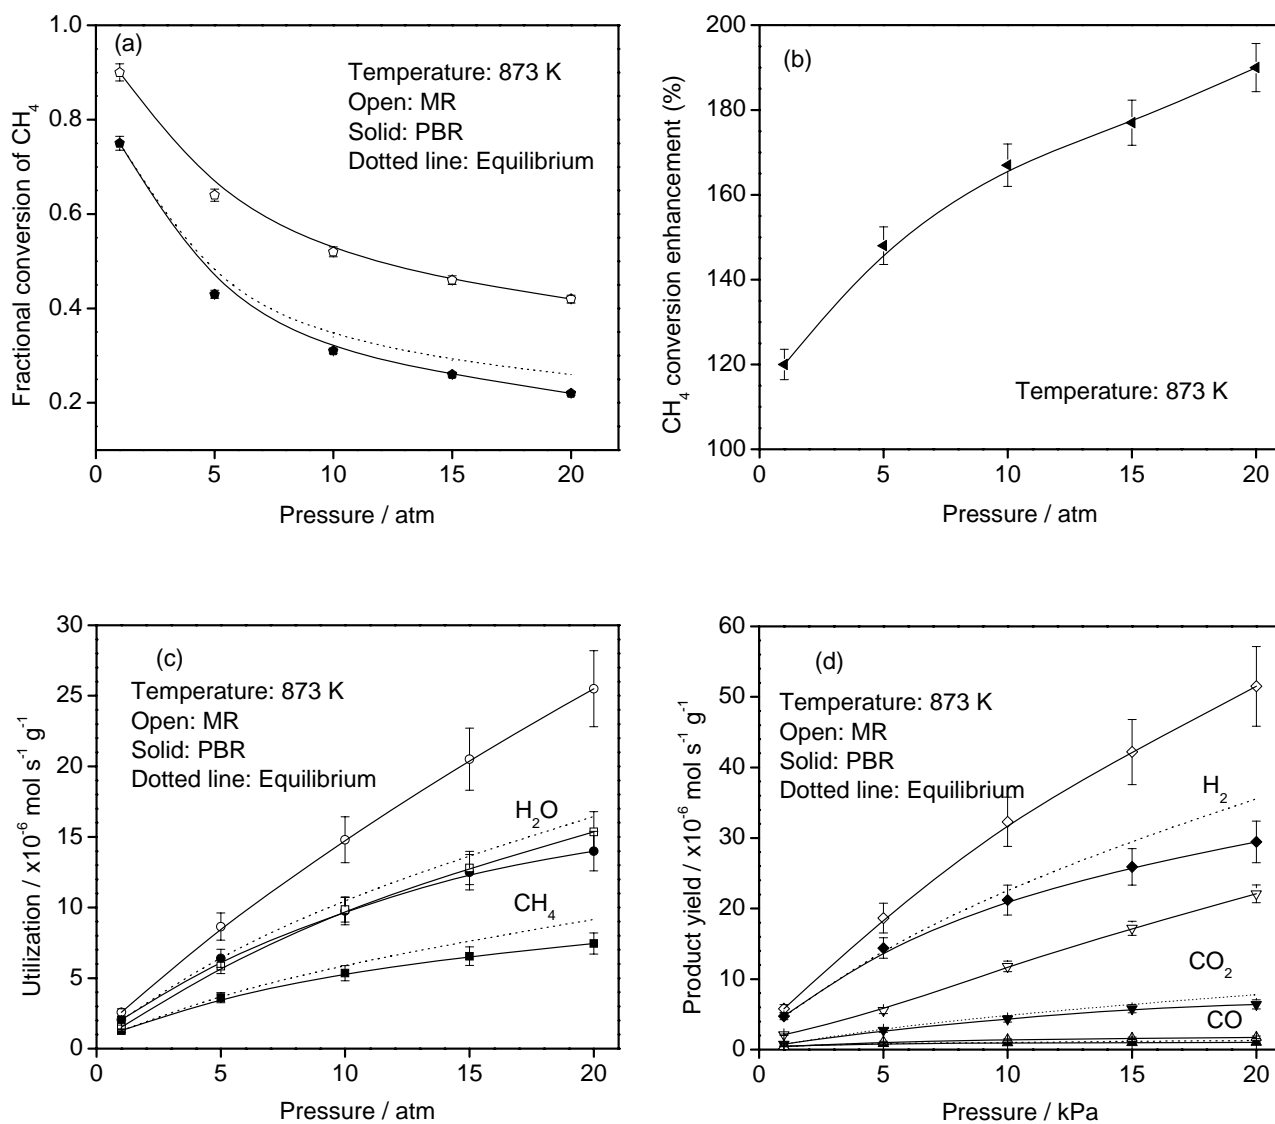 (a)
Temperature: 873 K
Open: MR
Solid: PBR
Dotted line: Equilibrium
Fractional conversion of CH4
1.0
0.8
0.6
0.4
0.2
0 5 10 15 20
Pressure / atm
(b)
CH4 conversion enhancement (%)
200
180
160
140
120
100
Temperature: 873 K
0 5 10 15 20
Pressure / atm
(c)
Temperature: 873 K
Open: MR
Solid: PBR
Dotted line: Equilibrium
H2O
CH4
Utilization / x10-6 mol s-1 g-1
30
25
20
15
10
5
0
0 5 10 15 20
Pressure / atm
(d)
Temperature: 873 K
Open: MR
Solid: PBR
Dotted line: Equilibrium
H2
CO2
CO
Product yield / x10-6 mol s-1 g-1
60
50
40
30
20
10
0
0 5 10 15 20
Pressure / kPa